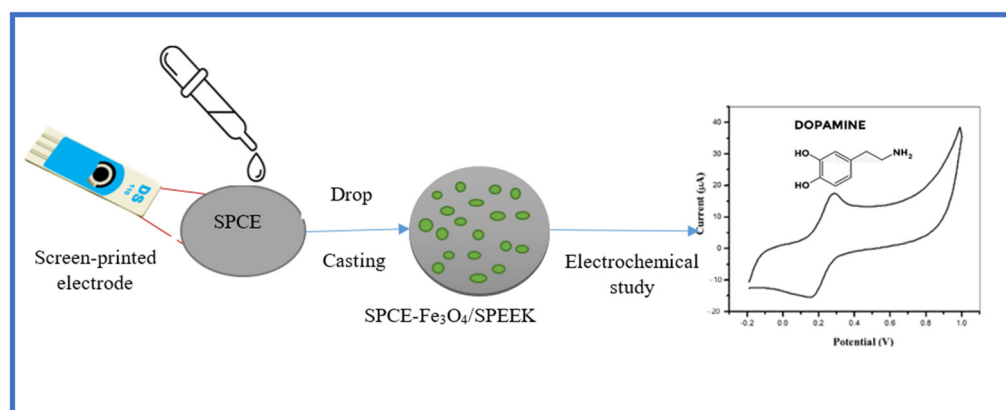 Screen-printed
electrode
DS
110
SPCE
Drop
Casting
SPCE-Fe₃O₄/SPEEK
Electrochemical
study
DOPAMINE
HO
HO
NH₂
Current (µA)
40
30
20
10
0
−10
−20
-0.2
0.0
0.2
0.4
0.6
0.8
1.0
Potential (V)